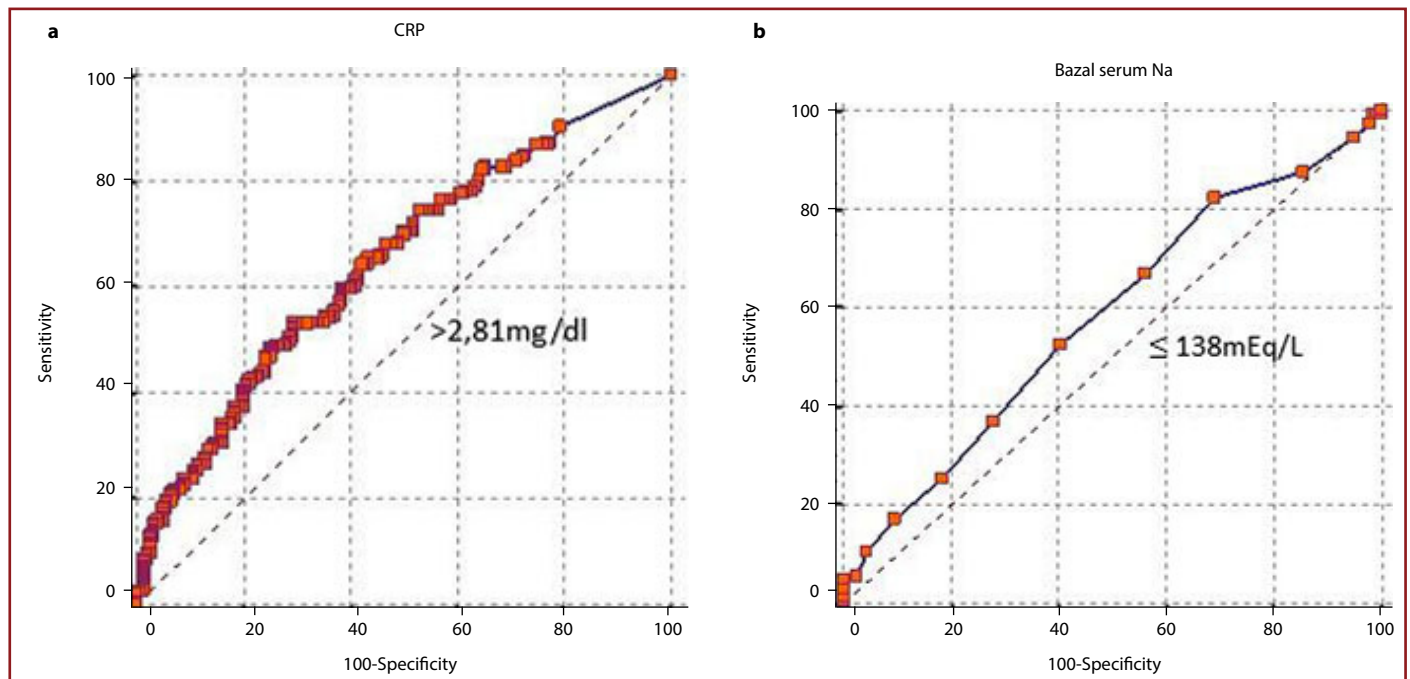 a
CRP
100
80
60
40
20
0
Sensitivity
>2,81mg/dl
0 20 40 60 80 100
100-Specificity
b
Bazal serum Na
100
80
60
40
20
0
Sensitivity
≤ 138mEq/L
0 20 40 60 80 100
100-Specificity